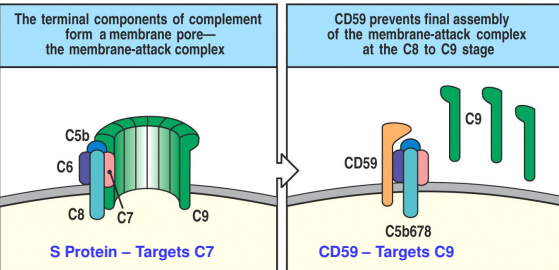 The terminal components of complement
form a membrane pore—
the membrane-attack complex
C5b
C6
C8
C7
C9
S Protein – Targets C7
CD59 prevents final assembly
of the membrane-attack complex
at the C8 to C9 stage
C9
CD59
C5b678
CD59 – Targets C9